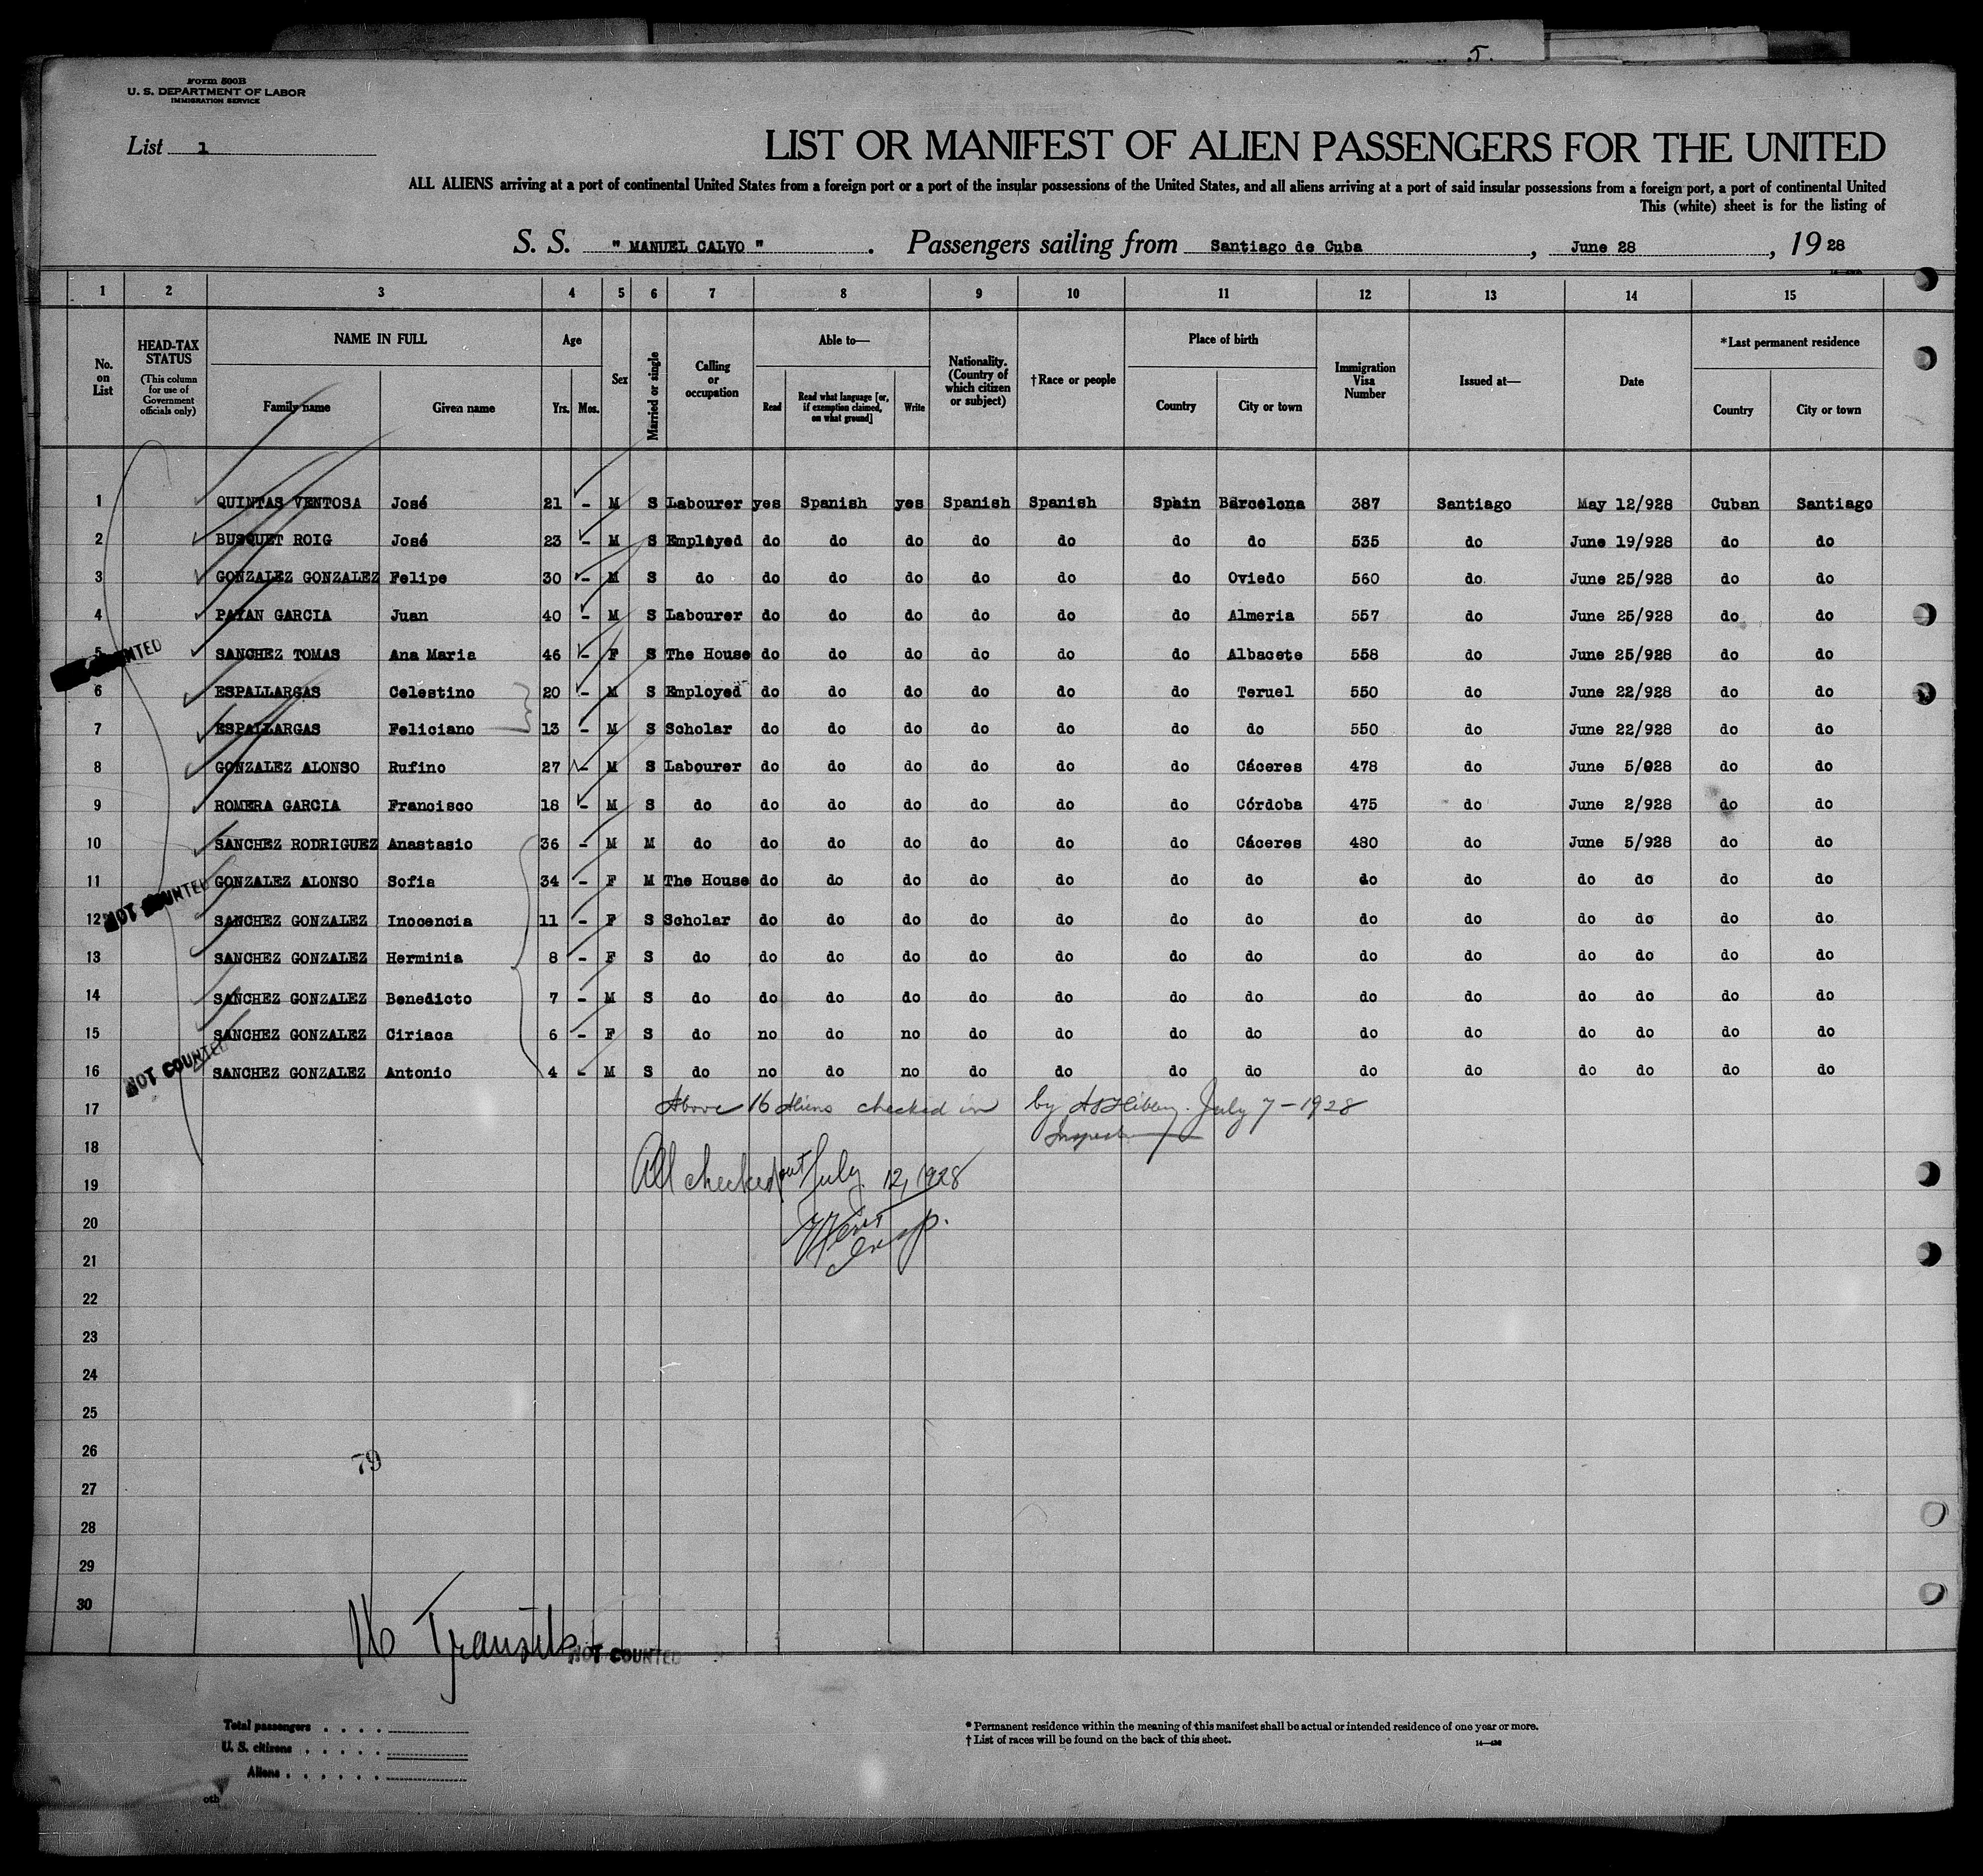 5.
Form 500B
U. S. DEPARTMENT OF LABOR
IMMIGRATION SERVICE
List 1
LIST OR MANIFEST OF ALIEN PASSENGERS FOR THE UNITED
ALL ALIENS arriving at a port of continental United States from a foreign port or a port of the insular possessions of the United States, and all aliens arriving at a port of said insular possessions from a foreign port, a port of continental United
This (white) sheet is for the listing of
S. S. " MANUEL CALVO ". Passengers sailing from Santiago de Cuba, June 28, 1928
1 2 3 4 5 6 7 8 9 10 11 12 13 14 15
No. on List
HEAD-TAX STATUS (This column for use of Government officials only)
NAME IN FULL Family name Given name
Age Yrs. Mos.
Sex
Married or single
Calling or occupation
Able to— Read Read what language [or, if exemption claimed, on what ground] Write
Nationality. (Country of which citizen or subject)
†Race or people
Place of birth Country City or town
Immigration Visa Number
Issued at—
Date
*Last permanent residence Country City or town
1 QUINTAS VENTOSA José 21 - M S Labourer yes Spanish yes Spanish Spanish Spain Barcelona 387 Santiago May 12/928 Cuban Santiago
2 BUSQUET ROIG José 23 - M S Employed do do do do do do do 535 do June 19/928 do do
3 GONZALEZ GONZALEZ Felipe 30 - M S do do do do do do do Oviedo 560 do June 25/928 do do
4 PAYAN GARCIA Juan 40 - M S Labourer do do do do do do Almeria 557 do June 25/928 do do
5 SANCHEZ TOMAS Ana Maria 46 - F S The House do do do do do do Albacete 558 do June 25/928 do do
6 ESPALLARGAS Celestino 20 - M S Employed do do do do do do Teruel 550 do June 22/928 do do
7 ESPALLARGAS Feliciano 13 - M S Scholar do do do do do do do 550 do June 22/928 do do
8 GONZALEZ ALONSO Rufino 27 - M S Labourer do do do do do do Cáceres 478 do June 5/928 do do
9 ROMERA GARCIA Francisco 18 - M S do do do do do do do Córdoba 475 do June 2/928 do do
10 SANCHEZ RODRIGUEZ Anastasio 36 - M M do do do do do do do Cáceres 480 do June 5/928 do do
11 GONZALEZ ALONSO Sofia 34 - F M The House do do do do do do do do do do do do do
NOT COUNTED
12 SANCHEZ GONZALEZ Inocencia 11 - F S Scholar do do do do do do do do do do do do do
13 SANCHEZ GONZALEZ Herminia 8 - F S do do do do do do do do do do do do do do
14 SANCHEZ GONZALEZ Benedicto 7 - M S do do do do do do do do do do do do do do
15 SANCHEZ GONZALEZ Ciriaca 6 - F S do no do no do do do do do do do do do do
NOT COUNTED
16 SANCHEZ GONZALEZ Antonio 4 - M S do no do no do do do do do do do do do do
17 Above 16 Aliens checked in by July 7-1928
Inspector
18
19 All checked out July 12, 1928
20
Insp.
21
22
23
24
25
26
79
27
28
29
30
16 Transits NOT COUNTED
Total passengers . . . .
U. S. citizens . . . . .
Aliens . . . . . .
* Permanent residence within the meaning of this manifest shall be actual or intended residence of one year or more.
† List of races will be found on the back of this sheet.